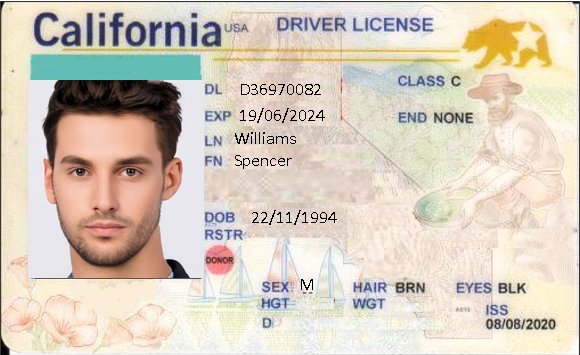 California USA DRIVER LICENSE
DL D36970082 CLASS C
EXP 19/06/2024 END NONE
LN Williams
FN Spencer
DOB 22/11/1994
RSTR
DONOR
SEX M HAIR BRN EYES BLK
HGT WGT ISS
08/08/2020